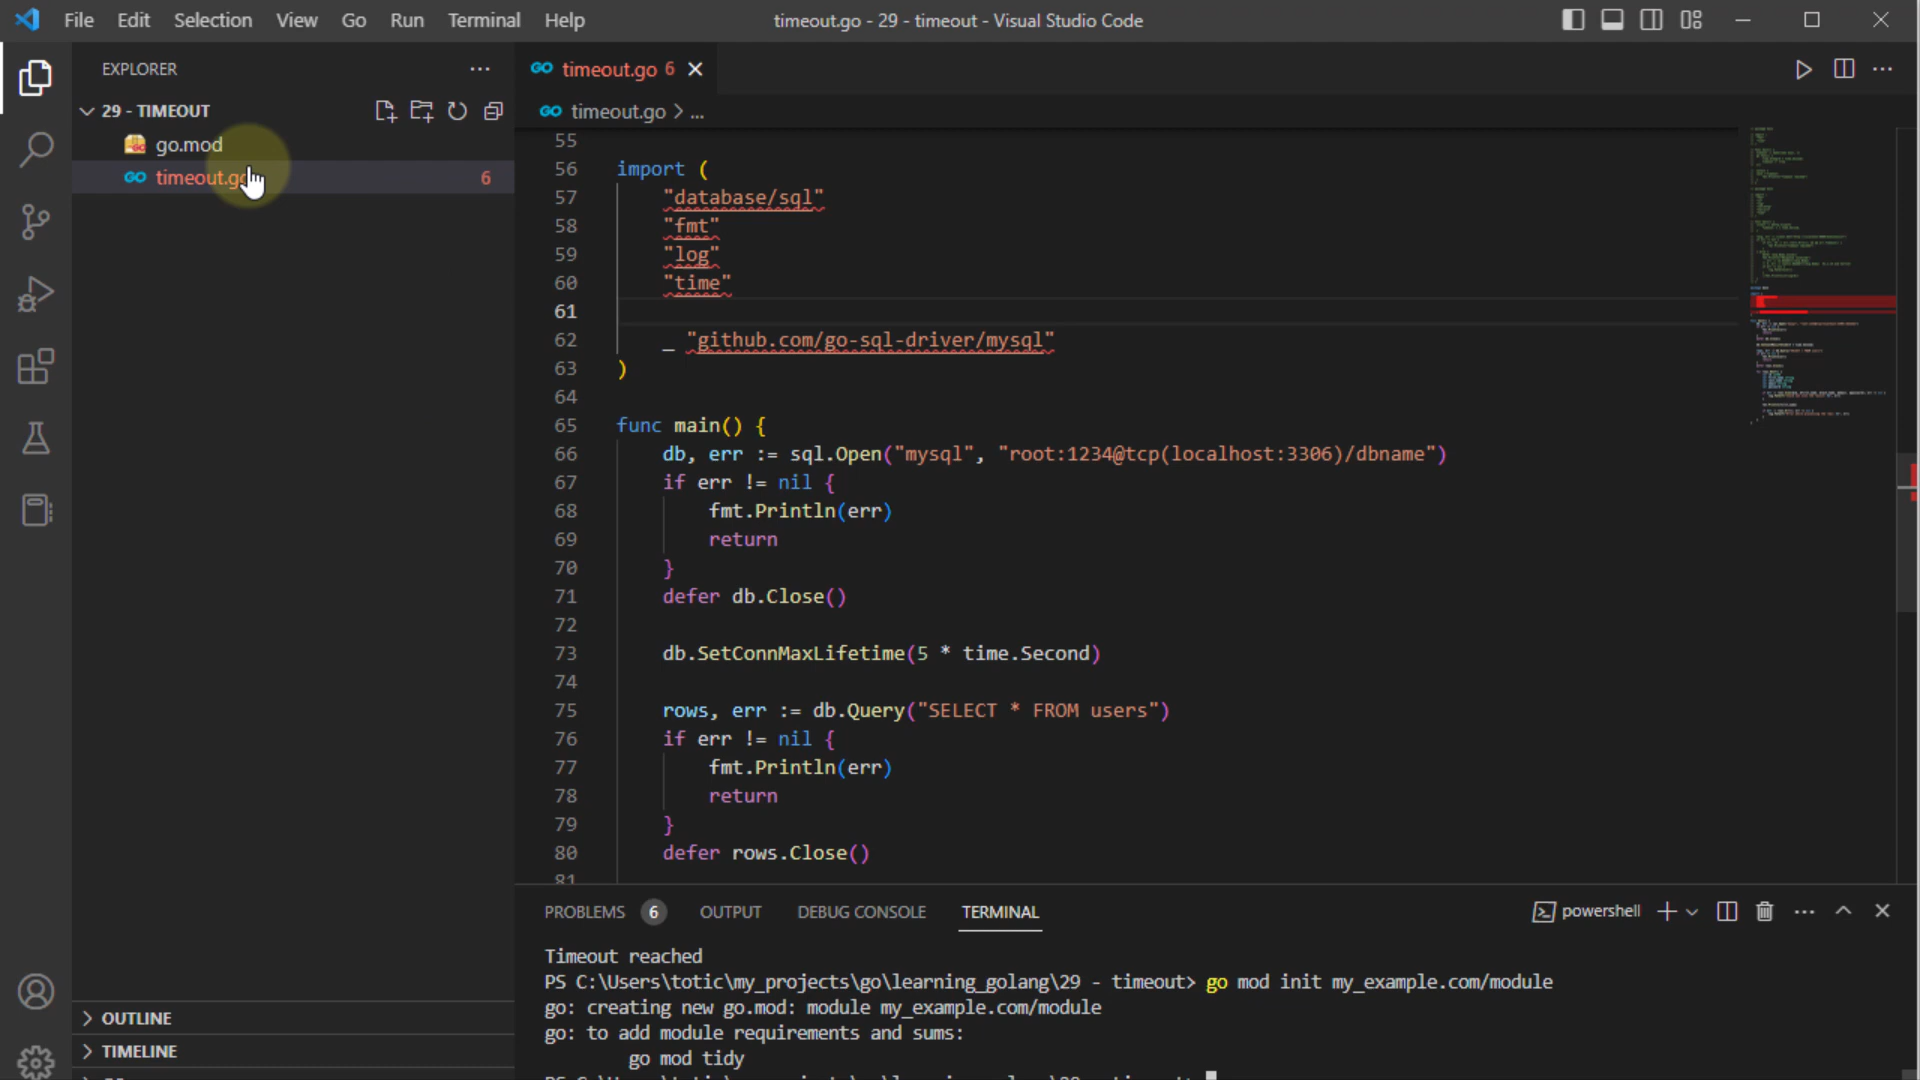 File Edit Selection View Go Run Terminal Help
timeout.go - 29 - timeout - Visual Studio Code
EXPLORER
29 - TIMEOUT
go.mod
timeout.go 6
OUTLINE
TIMELINE
timeout.go 6
timeout.go > ...
55
56 import (
57 "database/sql"
58 "fmt"
59 "log"
60 "time"
61
62 _ "github.com/go-sql-driver/mysql"
63 )
64
65 func main() {
66 db, err := sql.Open("mysql", "root:1234@tcp(localhost:3306)/dbname")
67 if err != nil {
68 fmt.Println(err)
69 return
70 }
71 defer db.Close()
72
73 db.SetConnMaxLifetime(5 * time.Second)
74
75 rows, err := db.Query("SELECT * FROM users")
76 if err != nil {
77 fmt.Println(err)
78 return
79 }
80 defer rows.Close()
81
PROBLEMS 6 OUTPUT DEBUG CONSOLE TERMINAL
powershell
Timeout reached
PS C:\Users\totic\my_projects\go\learning_golang\29 - timeout> go mod init my_example.com/module
go: creating new go.mod: module my_example.com/module
go: to add module requirements and sums:
go mod tidy
PS C:\Users\totic\my_projects\go\learning_golang\29 - timeout>